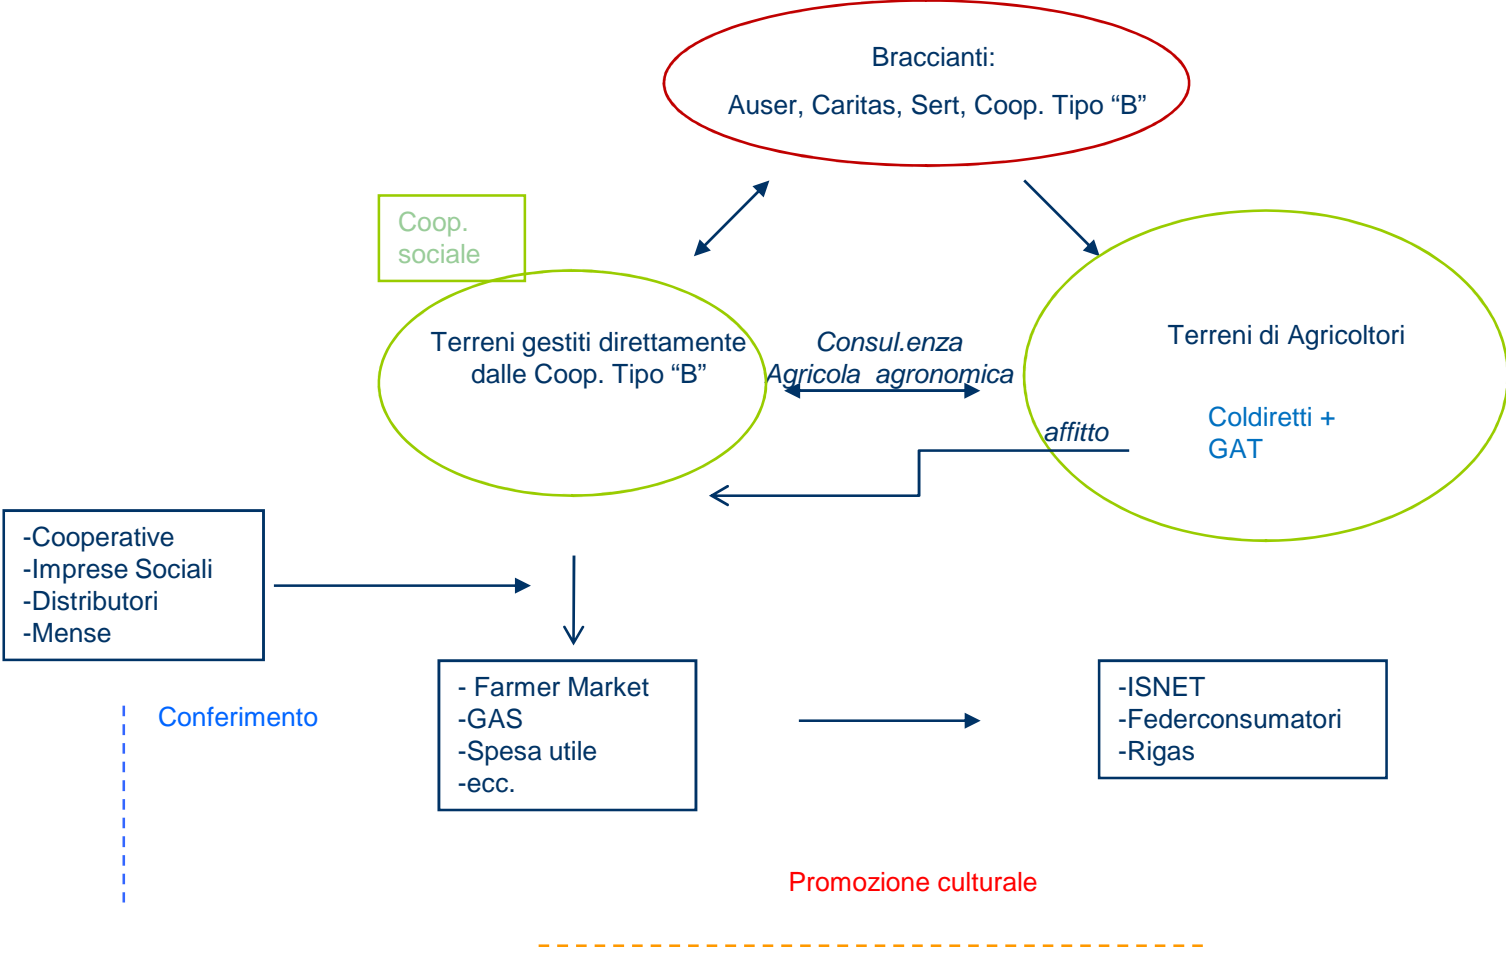 Braccianti:
Auser, Caritas, Sert, Coop. Tipo “B”
Coop.
sociale
Terreni gestiti direttamente
dalle Coop. Tipo “B”
Consul.enza
Agricola agronomica
Terreni di Agricoltori
Coldiretti +
GAT
affitto
-Cooperative
-Imprese Sociali
-Distributori
-Mense
- Farmer Market
-GAS
-Spesa utile
-ecc.
-ISNET
-Federconsumatori
-Rigas
Conferimento
Promozione culturale